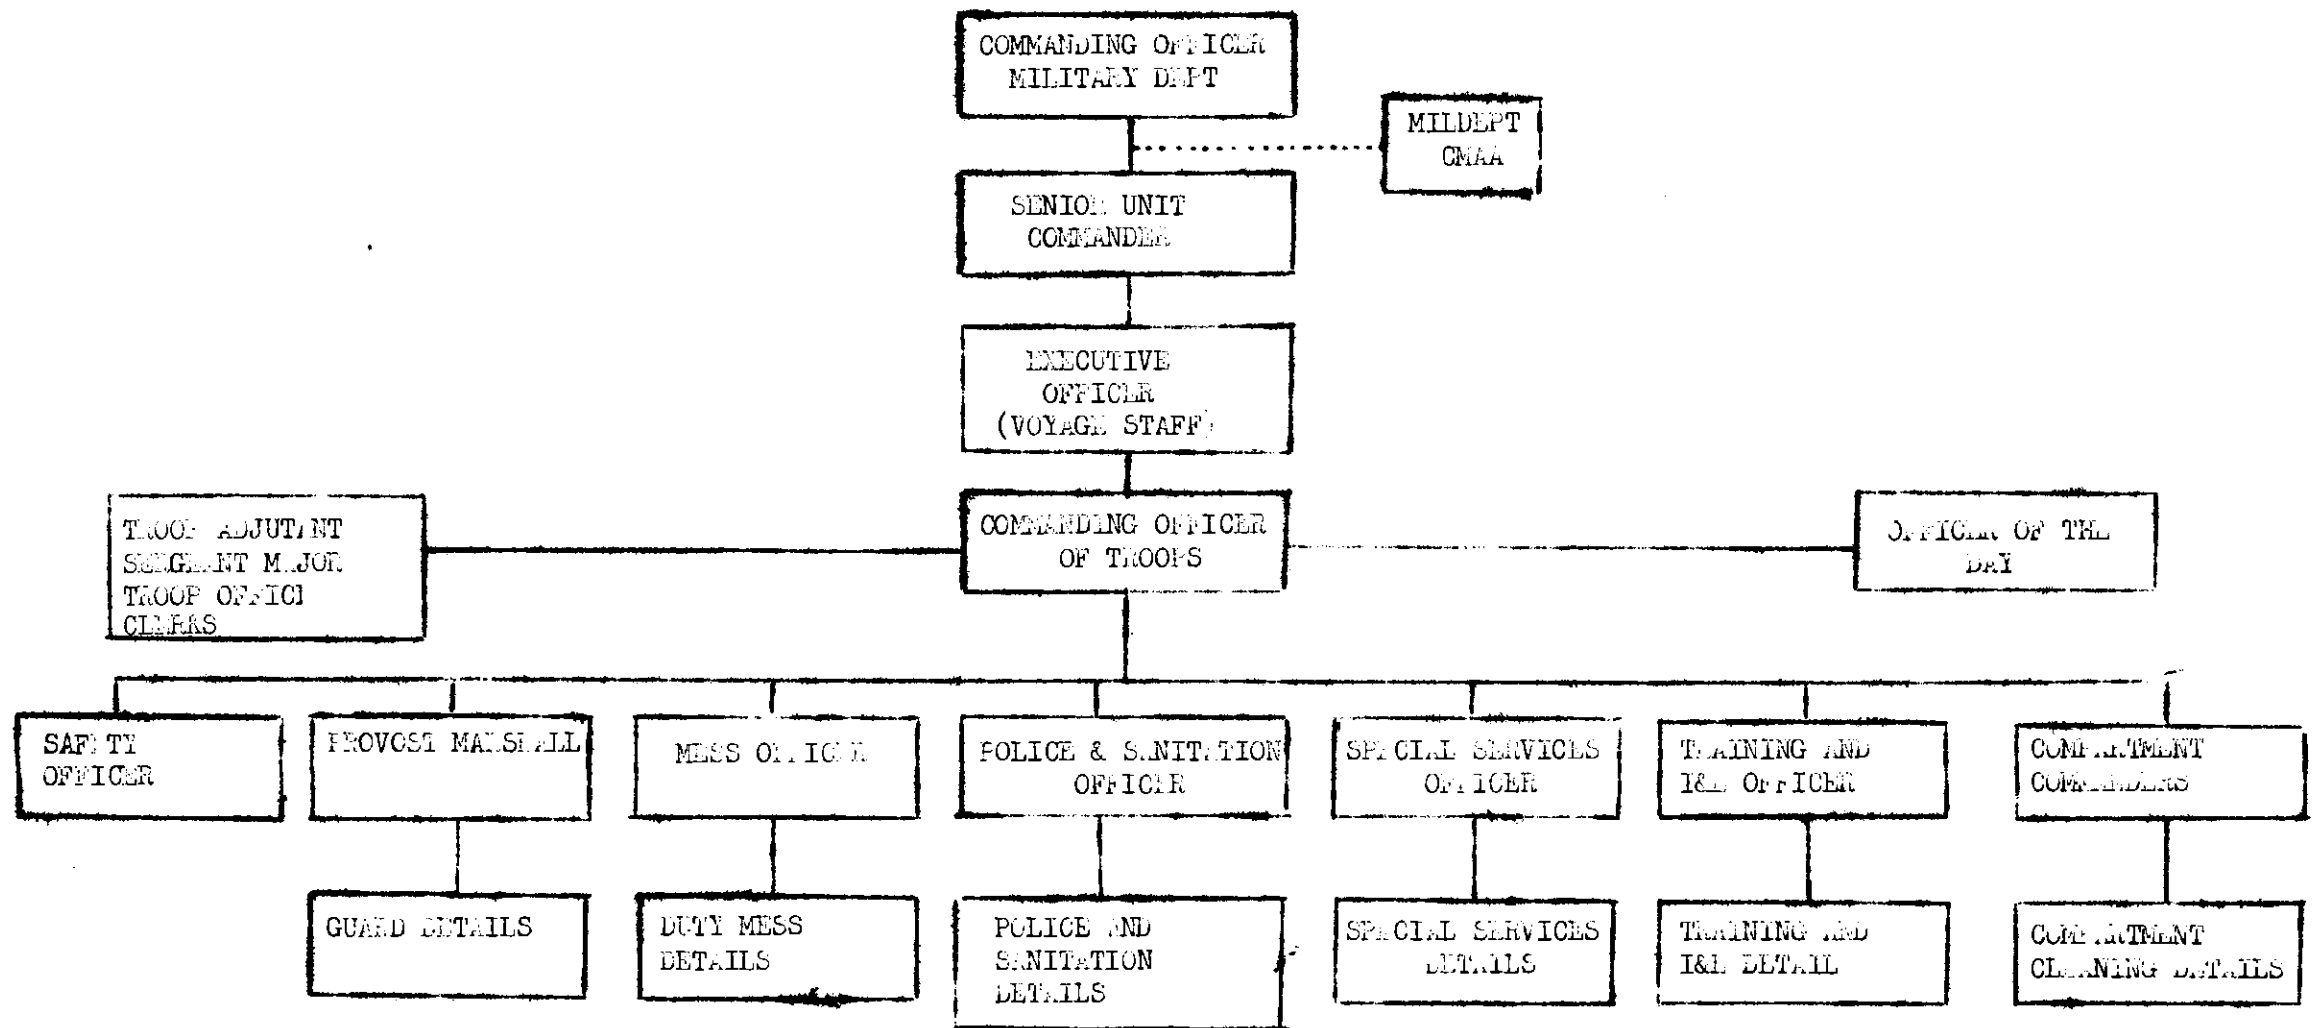 COMMANDING OFFICER
MILITARY DEPT
MILDEPT
CMAA
SENIOR UNIT
COMMANDER
EXECUTIVE
OFFICER
(VOYAGE STAFF)
TROOP ADJUTANT
SERGEANT MAJOR
TROOP OFFICE
CLERKS
COMMANDING OFFICER
OF TROOPS
OFFICER OF THE
DAY
SAFETY
OFFICER
PROVOST MARSHALL
MESS OFFICER
POLICE & SANITATION
OFFICER
SPECIAL SERVICES
OFFICER
TRAINING AND
I&E OFFICER
COMPARTMENT
COMMANDERS
GUARD DETAILS
DUTY MESS
DETAILS
POLICE AND
SANITATION
DETAILS
SPECIAL SERVICES
DETAILS
TRAINING AND
I&E DETAIL
COMPARTMENT
CLEANING DETAILS